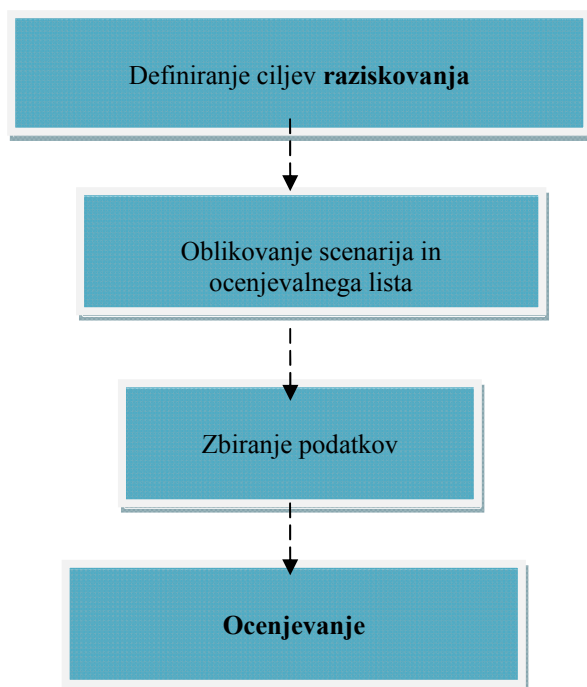 Definiranje ciljev raziskovanja
Oblikovanje scenarija in
ocenjevalnega lista
Zbiranje podatkov
Ocenjevanje